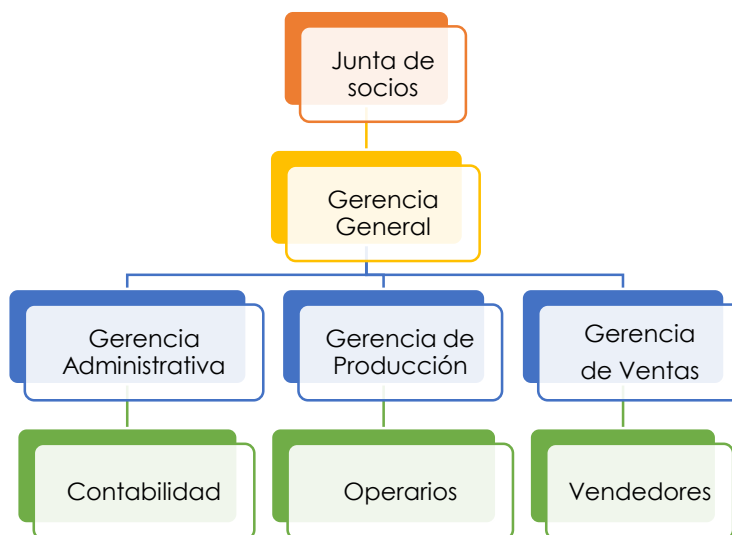 Junta de
socios
Gerencia
General
Gerencia
Administrativa
Gerencia de
Producción
Gerencia
de Ventas
Contabilidad
Operarios
Vendedores